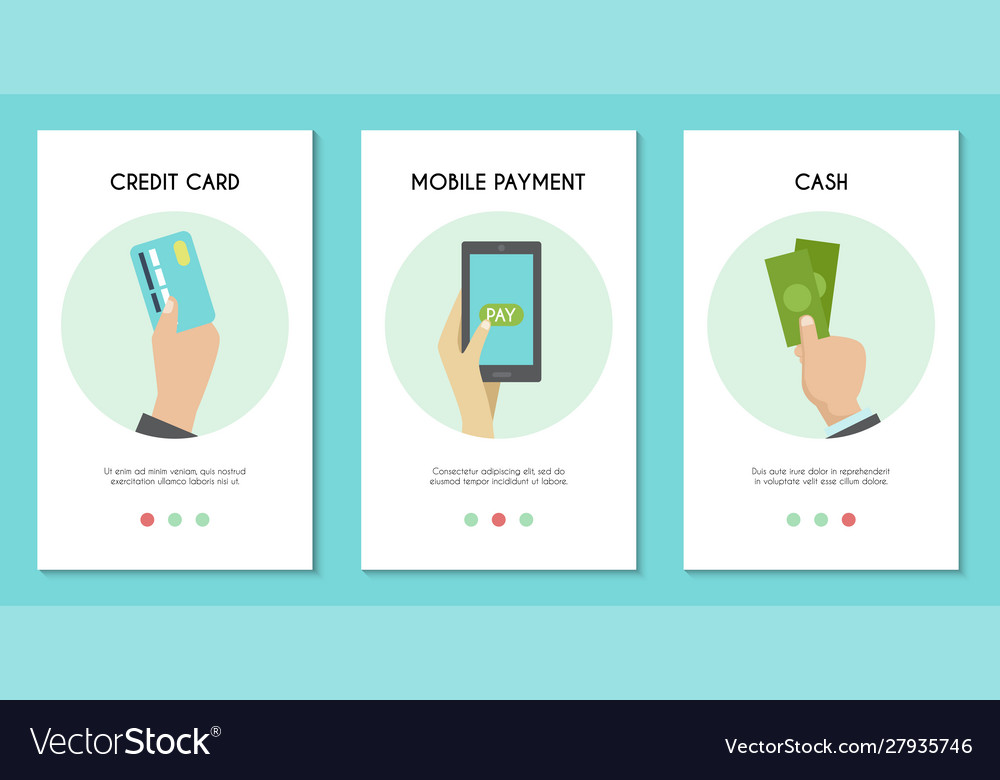 CREDIT CARD
Ut enim ad minim veniam, quis nostrud
exercitation ullamco laboris nisi ut.
MOBILE PAYMENT
PAY
Consectetur adipiscing elit, sed do
eiusmod tempor incididunt ut labore.
CASH
Duis aute irure dolor in reprehenderit
in voluptate velit esse cillum dolore.
VectorStock®
VectorStock.com/27935746